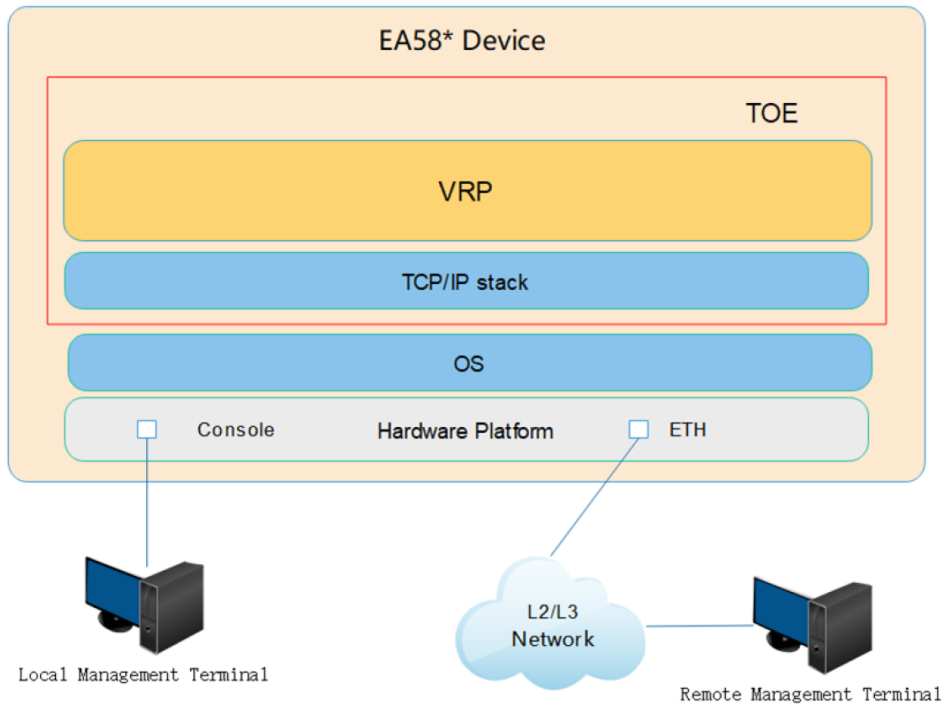 EA58* Device
TOE
VRP
TCP/IP stack
OS
Console
Hardware Platform
ETH
L2/L3
Network
Local Management Terminal
Remote Management Terminal